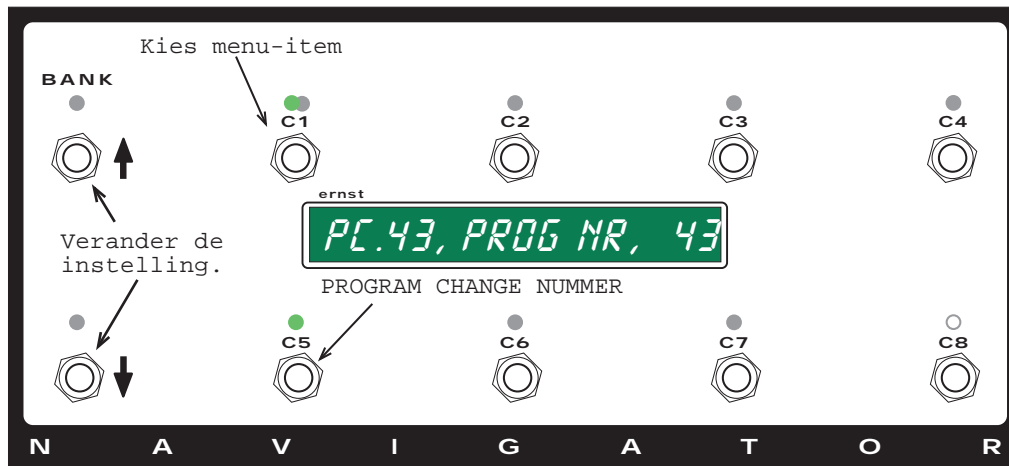 Kies menu-item
BANK
C1
C2
C3
C4
ernst
PC.43, PROG NR, 43
Verander de
instelling.
PROGRAM CHANGE NUMMER
C5
C6
C7
C8
N A V I G A T O R